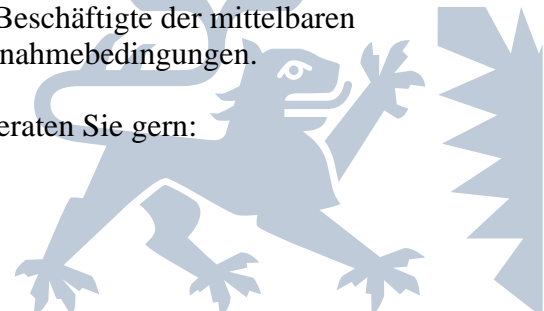 Beschäftigte der mittelbaren
nahmebedingungen.
eraten Sie gern: